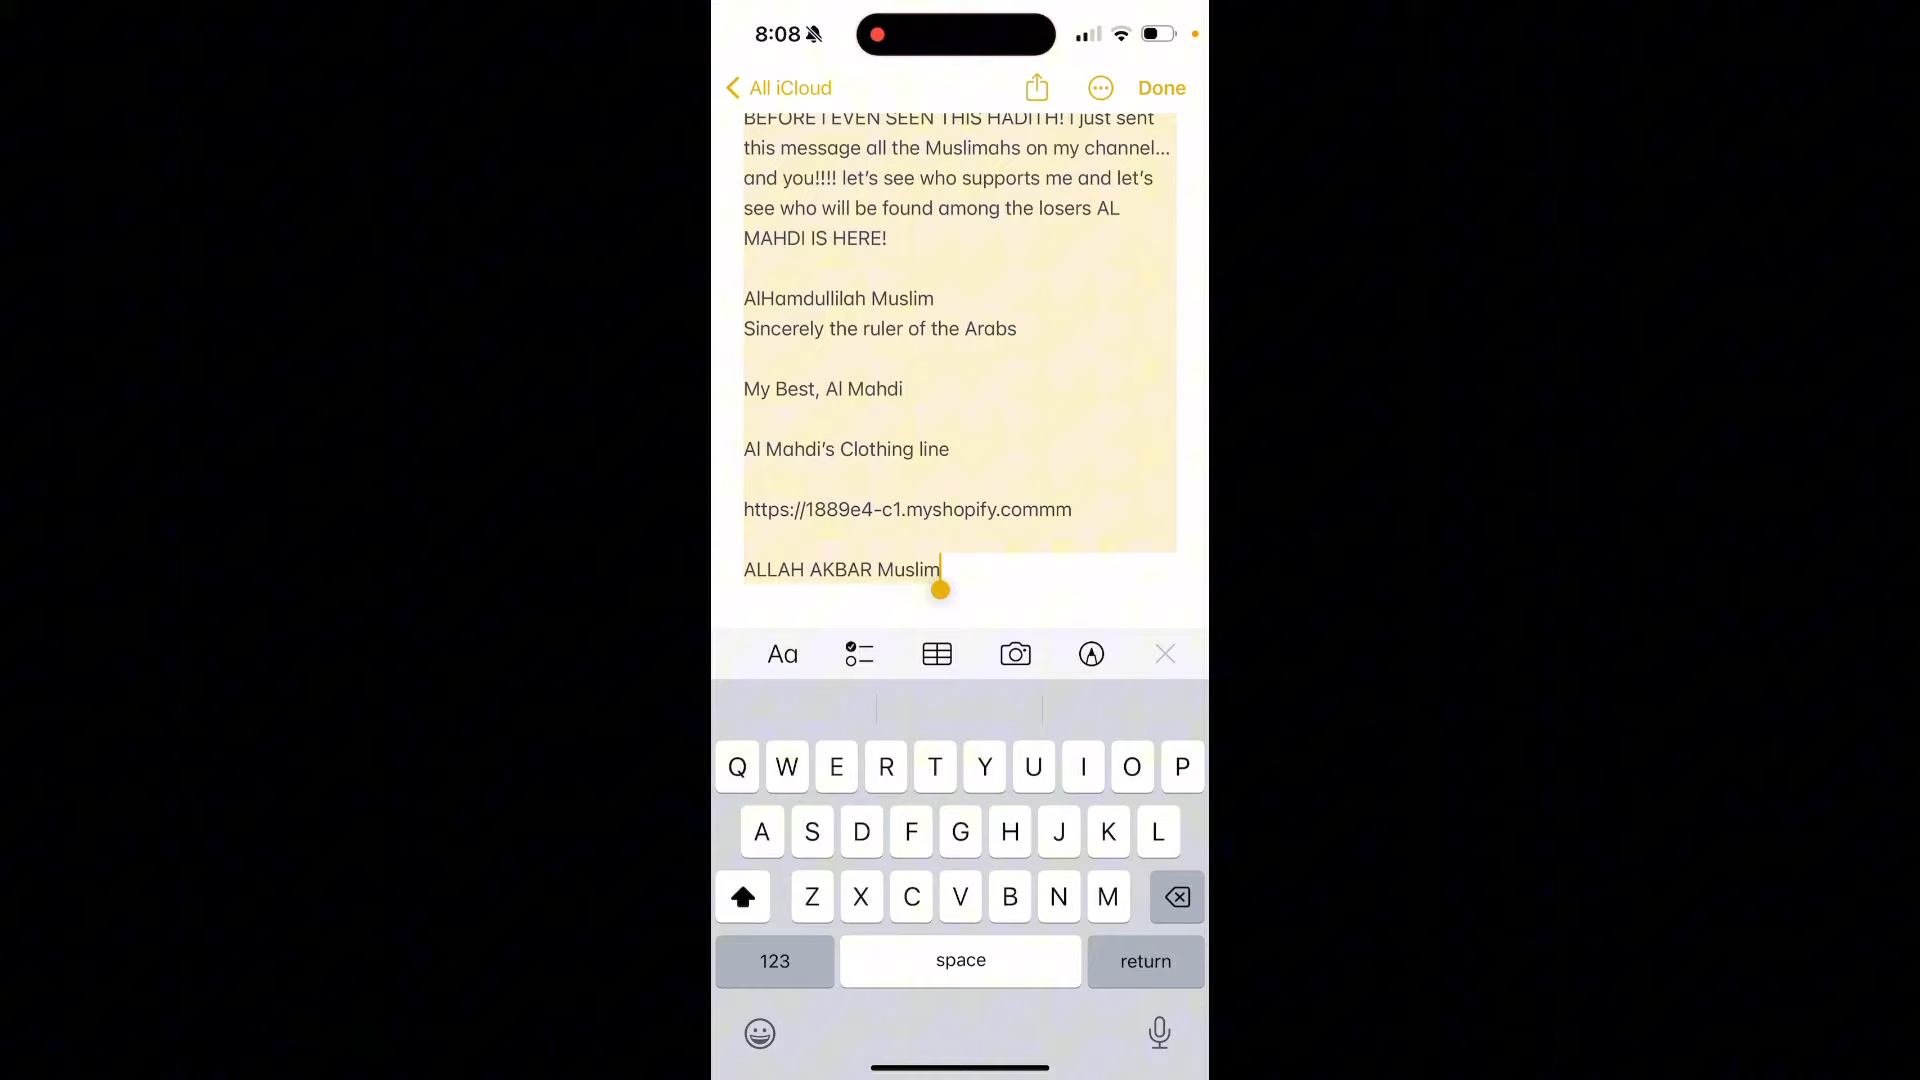 8:08
All iCloud
Done
BEFORE I EVEN SEEN THIS HADITH! I just sent
this message all the Muslimahs on my channel...
and you!!!! let's see who supports me and let's
see who will be found among the losers AL
MAHDI IS HERE!
AlHamdullilah Muslim
Sincerely the ruler of the Arabs
My Best, Al Mahdi
Al Mahdi's Clothing line
https://1889e4-c1.myshopify.commm
ALLAH AKBAR Muslim
Aa
Q W E R T Y U I O P
A S D F G H J K L
Z X C V B N M
123 space return